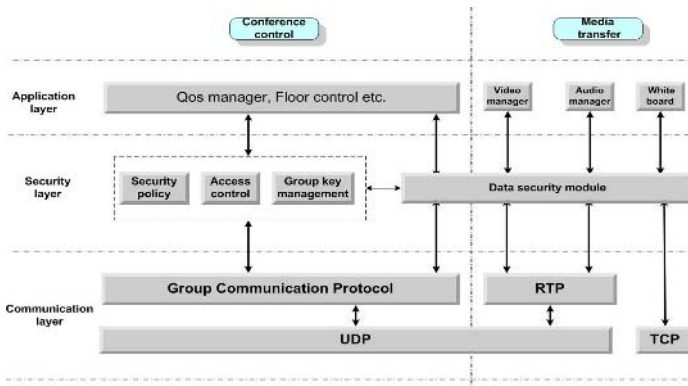 Conference
control
Media
transfer
Application
layer
Qos manager, Floor control etc.
Video
manager
Audio
manager
White
board
Security
layer
Security
policy
Access
control
Group key
management
Data security module
Communication
layer
Group Communication Protocol
RTP
UDP
TCP